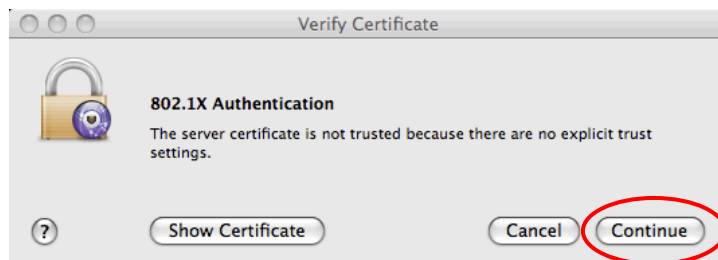 Verify Certificate
802.1X Authentication
The server certificate is not trusted because there are no explicit trust
settings.
?
Show Certificate
Cancel
Continue